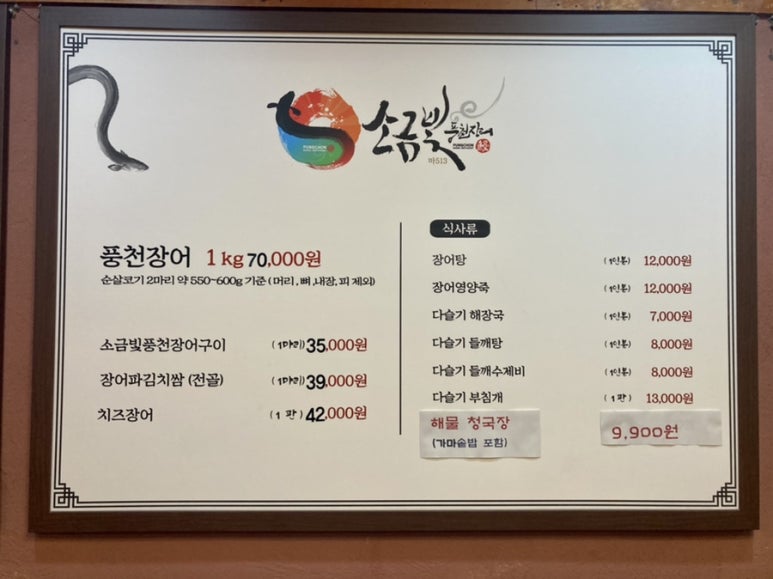 소금빛
풍천장어
마513
풍천장어 1kg 70,000원
순살코기 2마리 약 550~600g 기준 (머리, 뼈, 내장, 피 제외)
소금빛풍천장어구이 (1마리) 35,000원
장어파김치쌈 (전골) (1마리) 39,000원
치즈장어 (1 판) 42,000원
식사류
장어탕 (1인분) 12,000원
장어영양죽 (1인분) 12,000원
다슬기 해장국 (1인분) 7,000원
다슬기 들깨탕 (1인분) 8,000원
다슬기 들깨수제비 (1인분) 8,000원
다슬기 부침개 (1 판) 13,000원
해물 청국장 9,900원
(가마솥밥 포함)